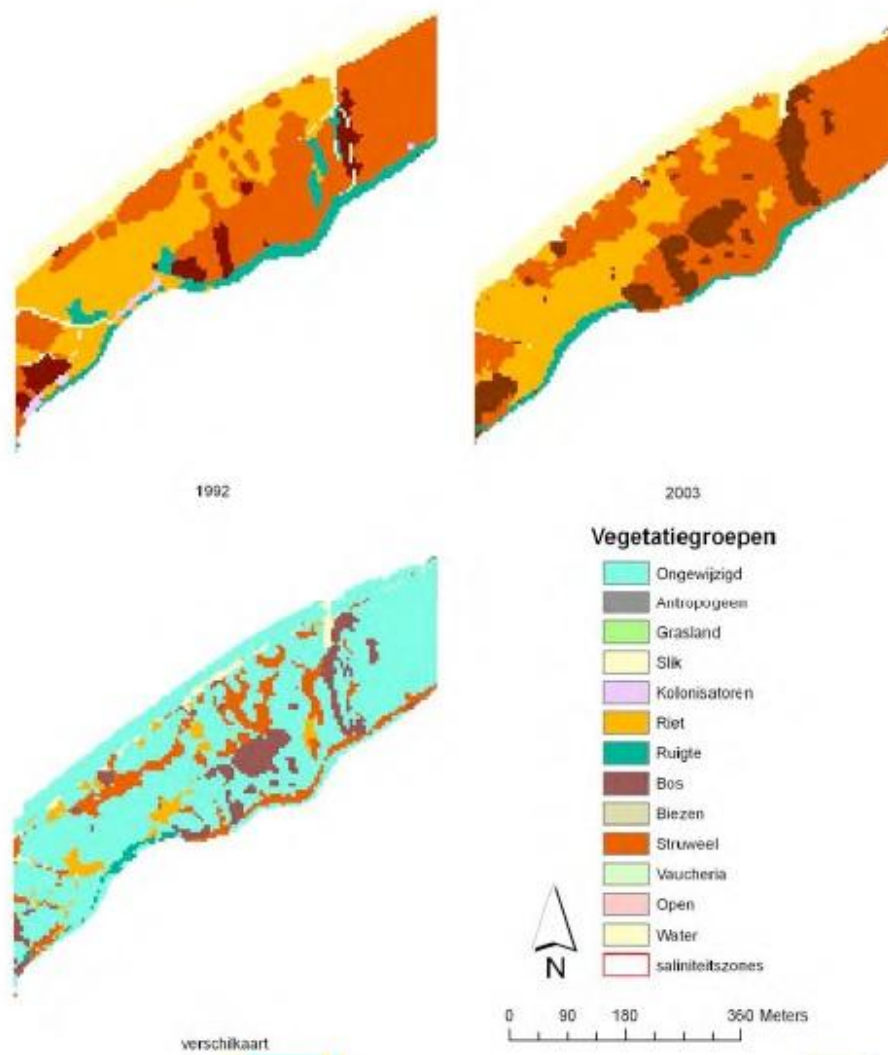 1992
2003
Vegetatiegroepen
Ongewijzigd
Antropogeen
Grasland
Slik
Kolonisatoren
Riet
Ruigte
Bos
Biezen
Struweel
Vaucheria
Open
Water
saliniteitszones
N
0 90 180 360 Meters
verschilkaart